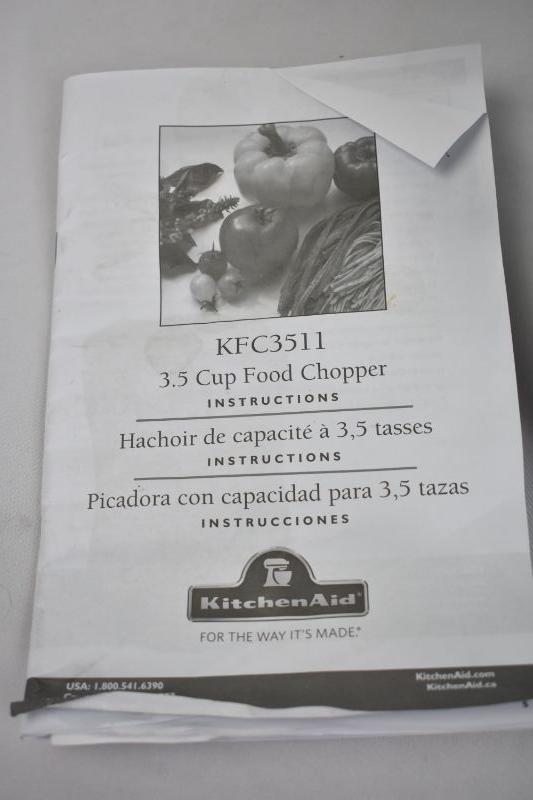 KFC3511
3.5 Cup Food Chopper
INSTRUCTIONS
Hachoir de capacité à 3,5 tasses
INSTRUCTIONS
Picadora con capacidad para 3,5 tazas
INSTRUCCIONES
KitchenAid®
FOR THE WAY IT'S MADE.®
USA: 1.800.541.6390
KitchenAid.com
KitchenAid.ca